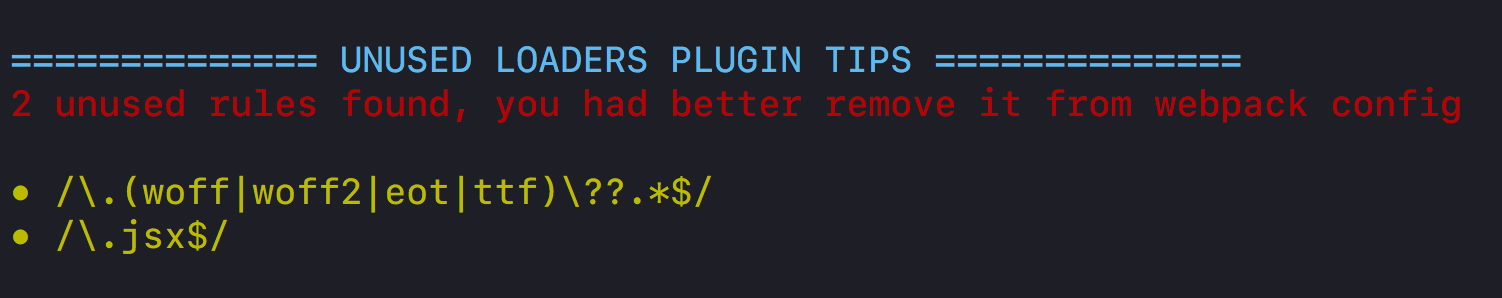 ============== UNUSED LOADERS PLUGIN TIPS ==============
2 unused rules found, you had better remove it from webpack config
● /\.(woff|woff2|eot|ttf)\??.*$/
● /\.jsx$/